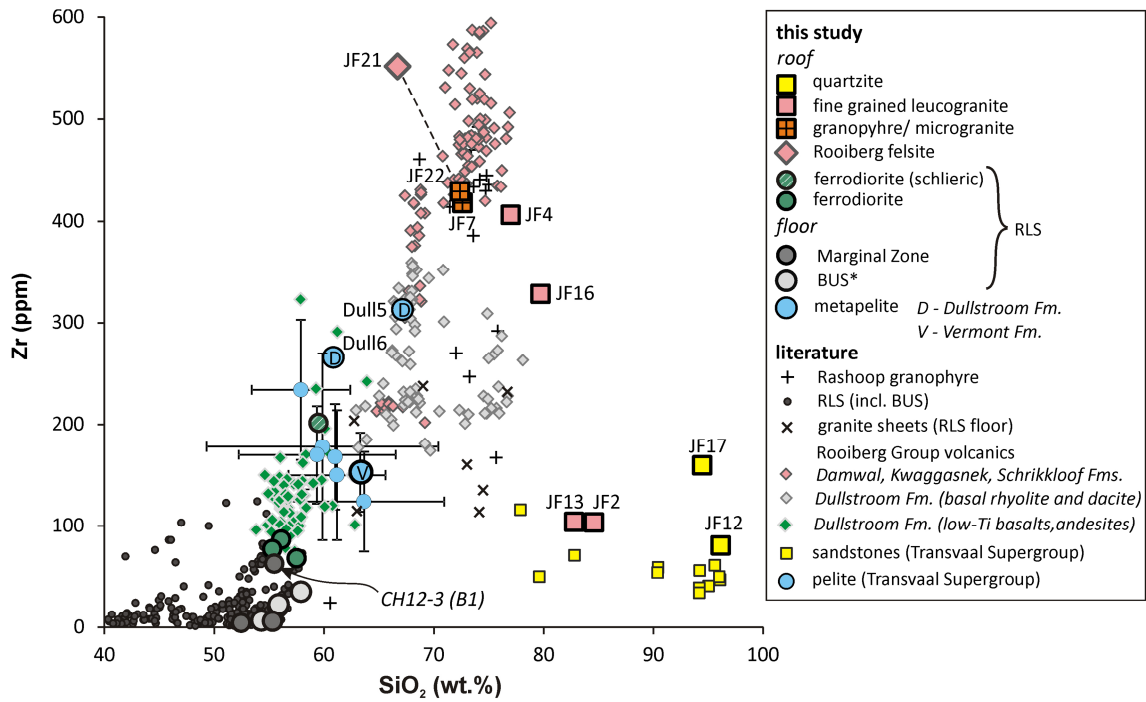 600
500
400
300
200
100
0
Zr (ppm)
40
50
60
70
80
90
100
SiO₂ (wt.%)
JF21
JF22
JF7
JF4
JF16
Dull5
D
Dull6
D
V
JF17
JF13
JF2
JF12
CH12-3 (B1)
this study
roof
quartzite
fine grained leucogranite
granopyhre/ microgranite
Rooiberg felsite
ferrodiorite (schlieric)
ferrodiorite
RLS
floor
Marginal Zone
BUS*
metapelite
D - Dullstroom Fm.
V - Vermont Fm.
literature
Rashoop granophyre
RLS (incl. BUS)
granite sheets (RLS floor)
Rooiberg Group volcanics
Damwal, Kwaggasnek, Schrikkloof Fms.
Dullstroom Fm. (basal rhyolite and dacite)
Dullstroom Fm. (low-Ti basalts,andesites)
sandstones (Transvaal Supergroup)
pelite (Transvaal Supergroup)